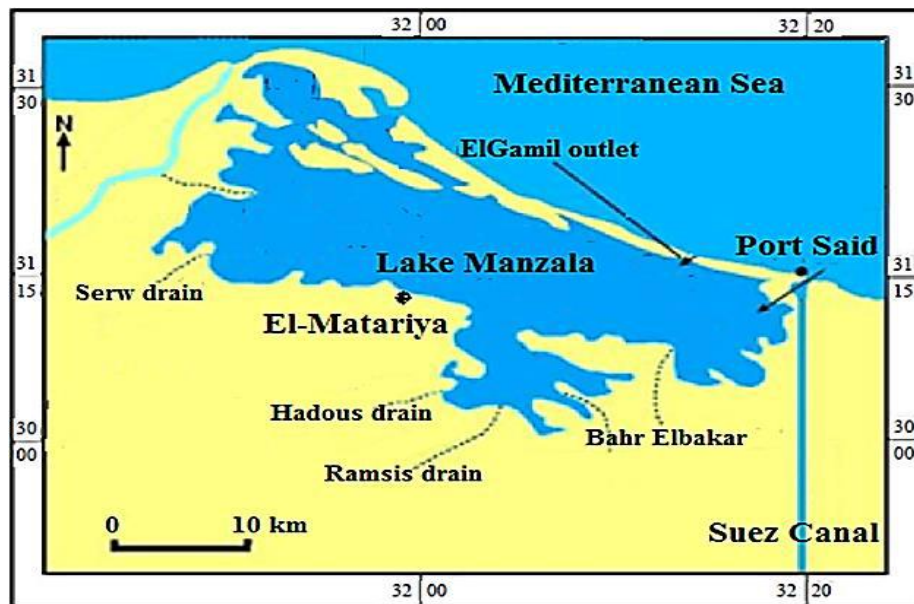 32 00
32 20
31
30
31
30
Mediterranean Sea
N
ElGamil outlet
Port Said
Lake Manzala
31
15
31
15
Serw drain
El-Matariya
Hadous drain
Bahr Elbakar
30
00
30
00
Ramsis drain
0 10 km
Suez Canal
32 00
32 20